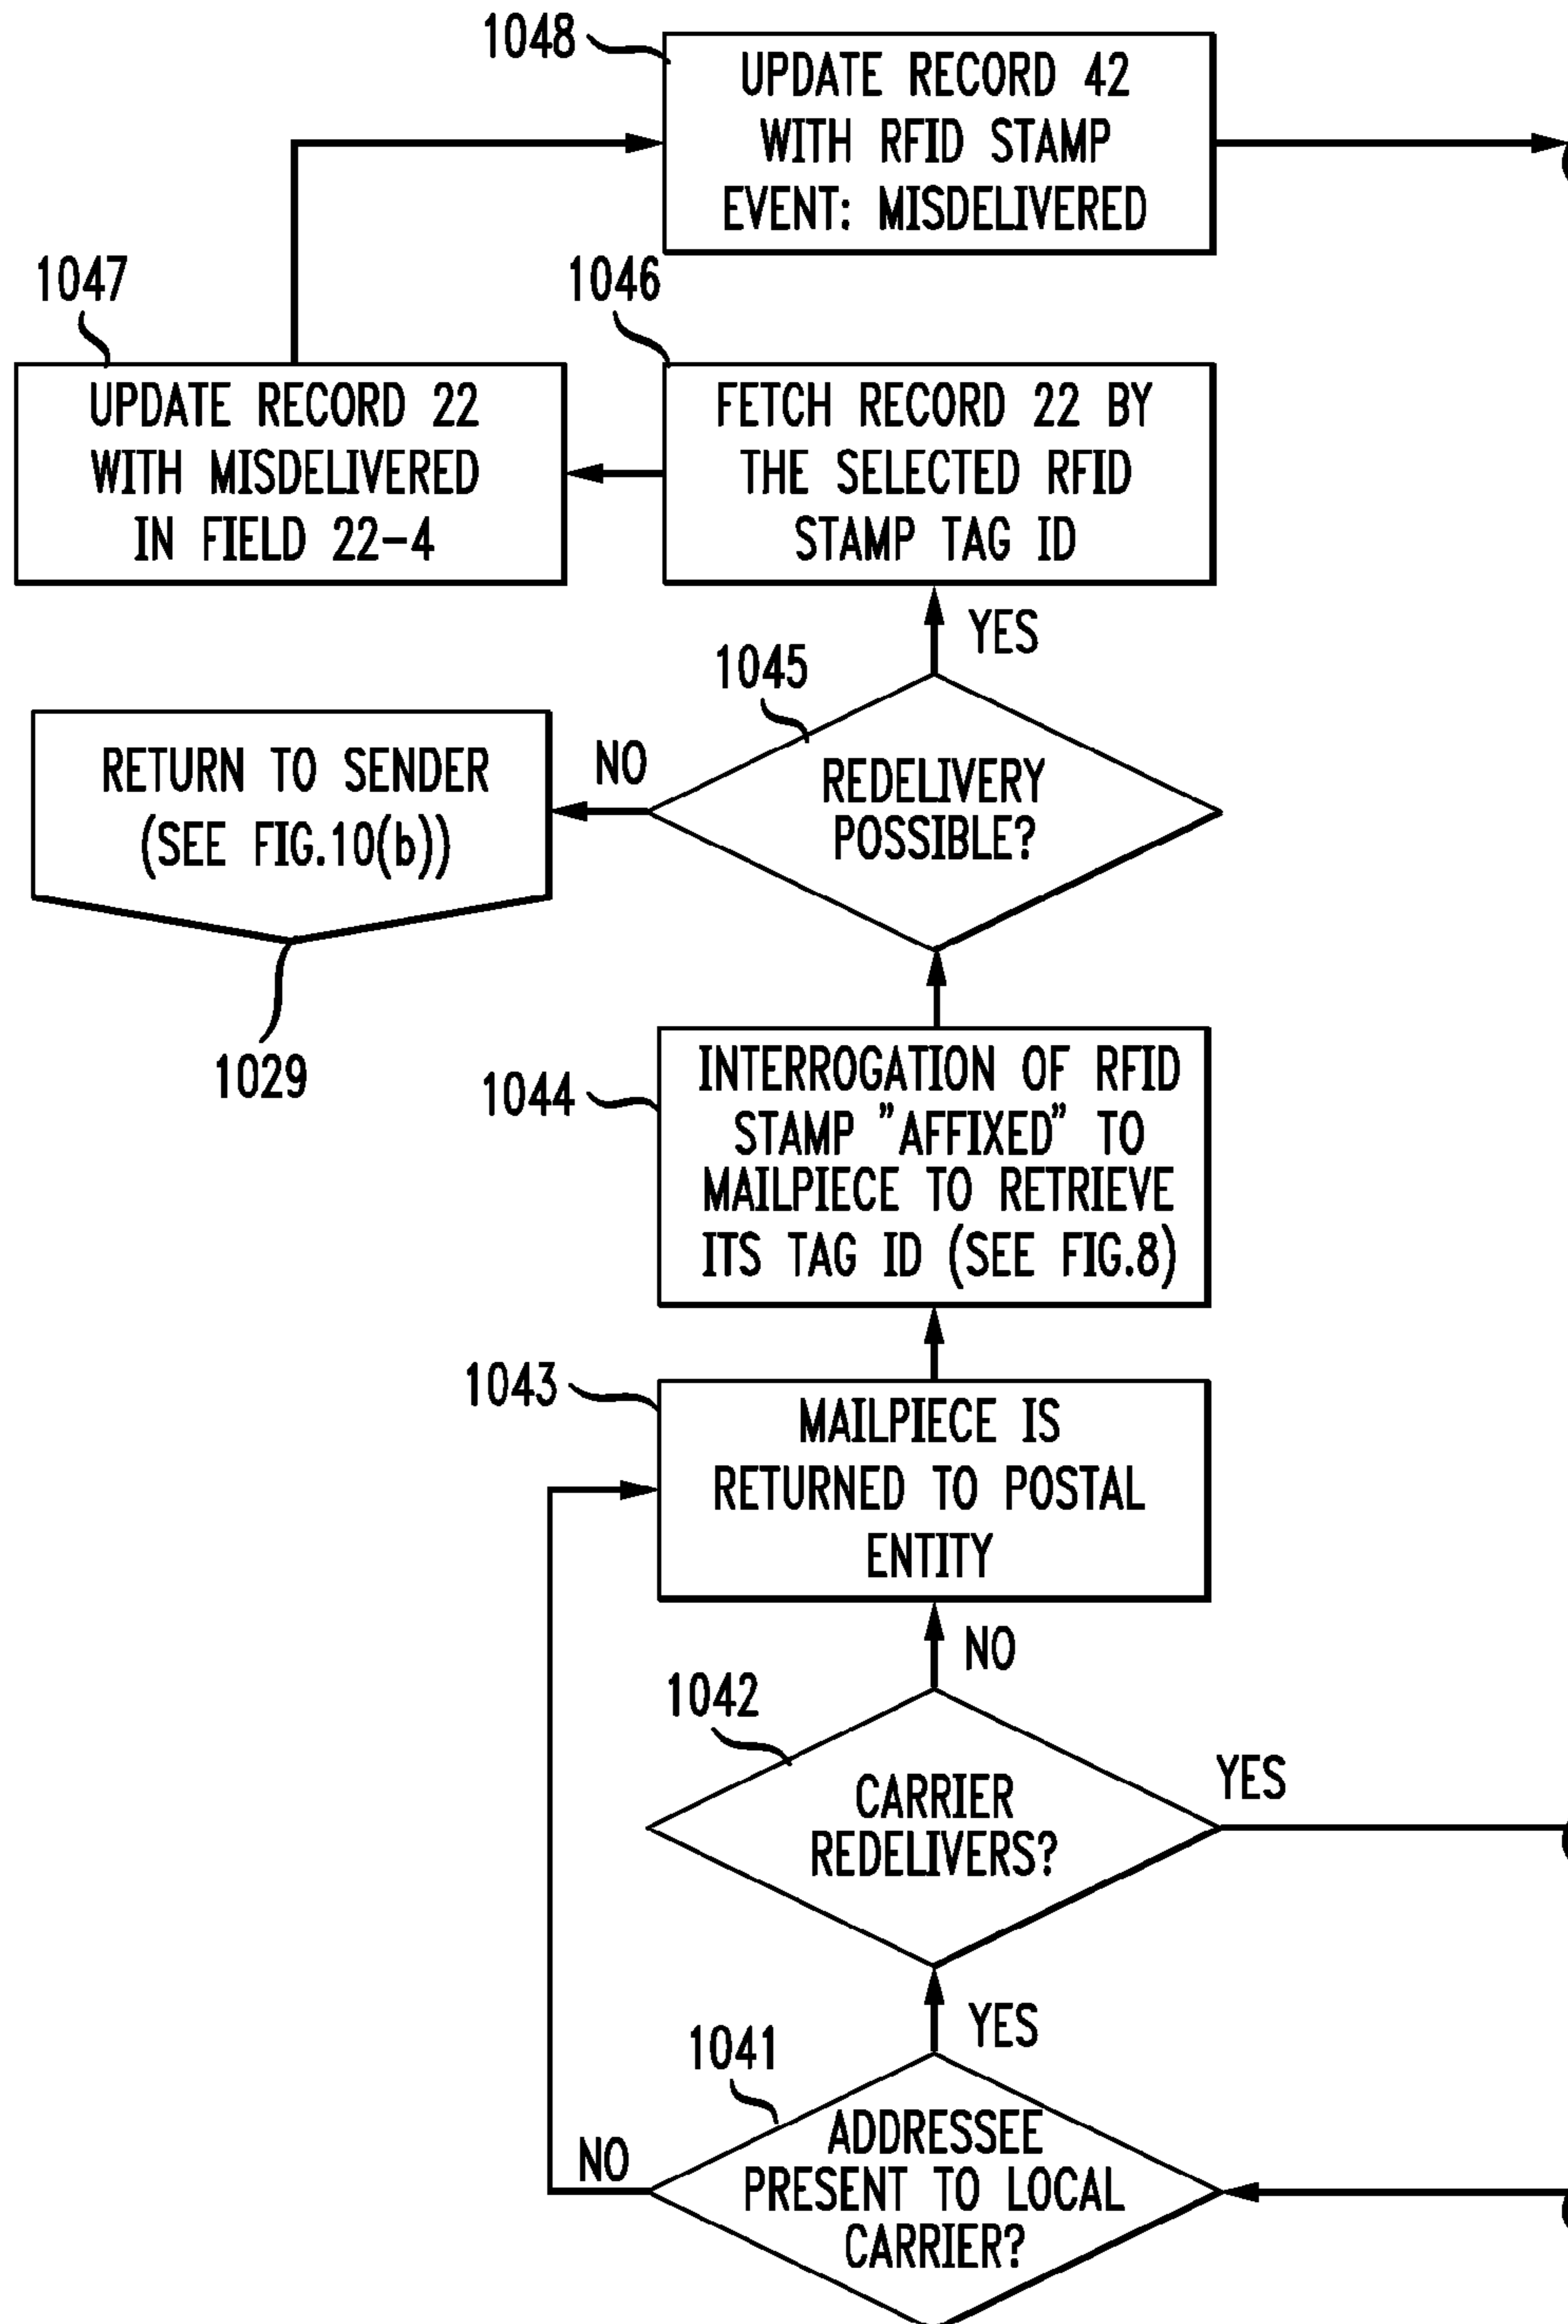 1048
UPDATE RECORD 42
WITH RFID STAMP
EVENT: MISDELIVERED
1047
UPDATE RECORD 22
WITH MISDELIVERED
IN FIELD 22-4
1046
FETCH RECORD 22 BY
THE SELECTED RFID
STAMP TAG ID
YES
1045
REDELIVERY
POSSIBLE?
NO
RETURN TO SENDER
(SEE FIG.10(b))
1029
1044
INTERROGATION OF RFID
STAMP "AFFIXED" TO
MAILPIECE TO RETRIEVE
ITS TAG ID (SEE FIG.8)
1043
MAILPIECE IS
RETURNED TO POSTAL
ENTITY
NO
1042
CARRIER
REDELIVERS?
YES
YES
1041
ADDRESSEE
PRESENT TO LOCAL
CARRIER?
NO